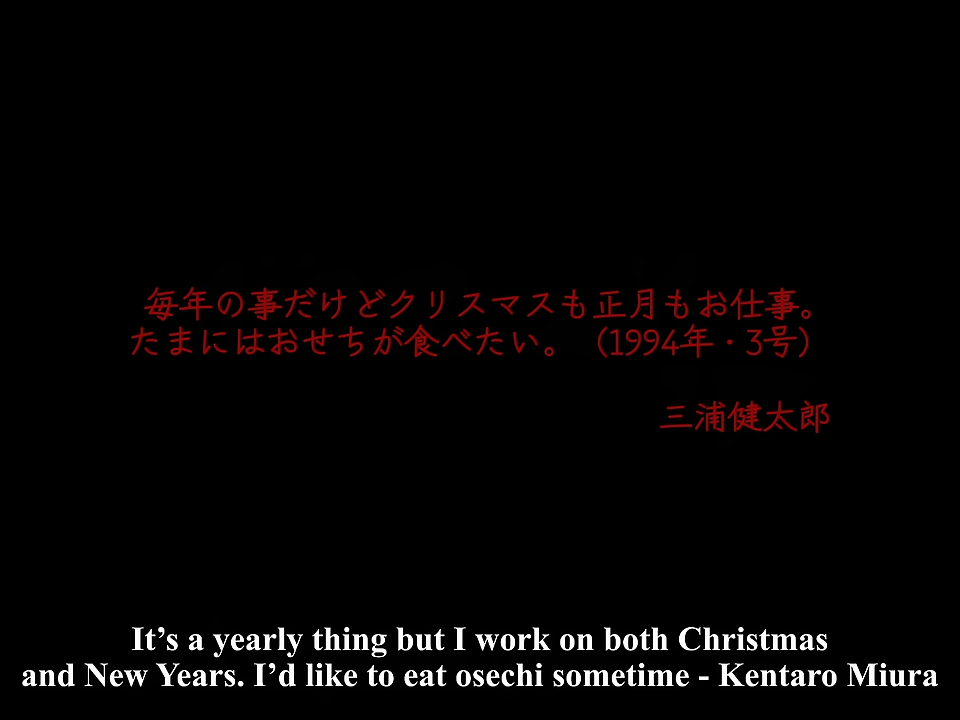 毎年の事だけどクリスマスも正月もお仕事。
たまにはおせちが食べたい。（1994年・3号）
三浦健太郎
It’s a yearly thing but I work on both Christmas
and New Years. I’d like to eat osechi sometime - Kentaro Miura